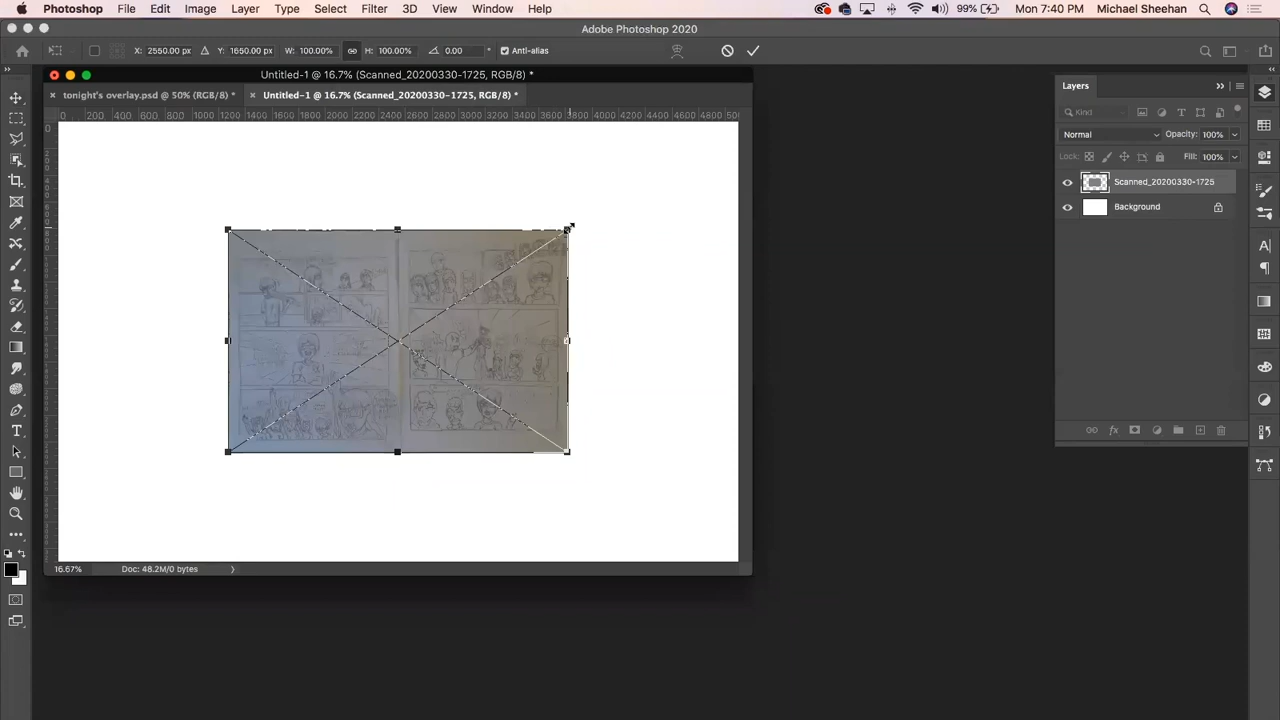 Photoshop File Edit Image Layer Type Select Filter 3D View Window Help 99% Mon 7:40 PM Michael Sheehan
Adobe Photoshop 2020
X: 2550.00 px Y: 1650.00 px W: 100.00% H: 100.00% 0.00 ° Anti-alias
Untitled-1 @ 16.7% (Scanned_20200330-1725, RGB/8) *
tonight's overlay.psd @ 50% (RGB/8) * Untitled-1 @ 16.7% (Scanned_20200330-1725, RGB/8) *
0 200 400 600 800 1000 1200 1400 1600 1800 2000 2200 2400 2600 2800 3000 3200 3400 3600 3800 4000 4200 4400 4600 4800
Layers
Kind
Normal Opacity: 100%
Lock: Fill: 100%
Scanned_20200330-1725
Background
fx
16.67% Doc: 48.2M/0 bytes